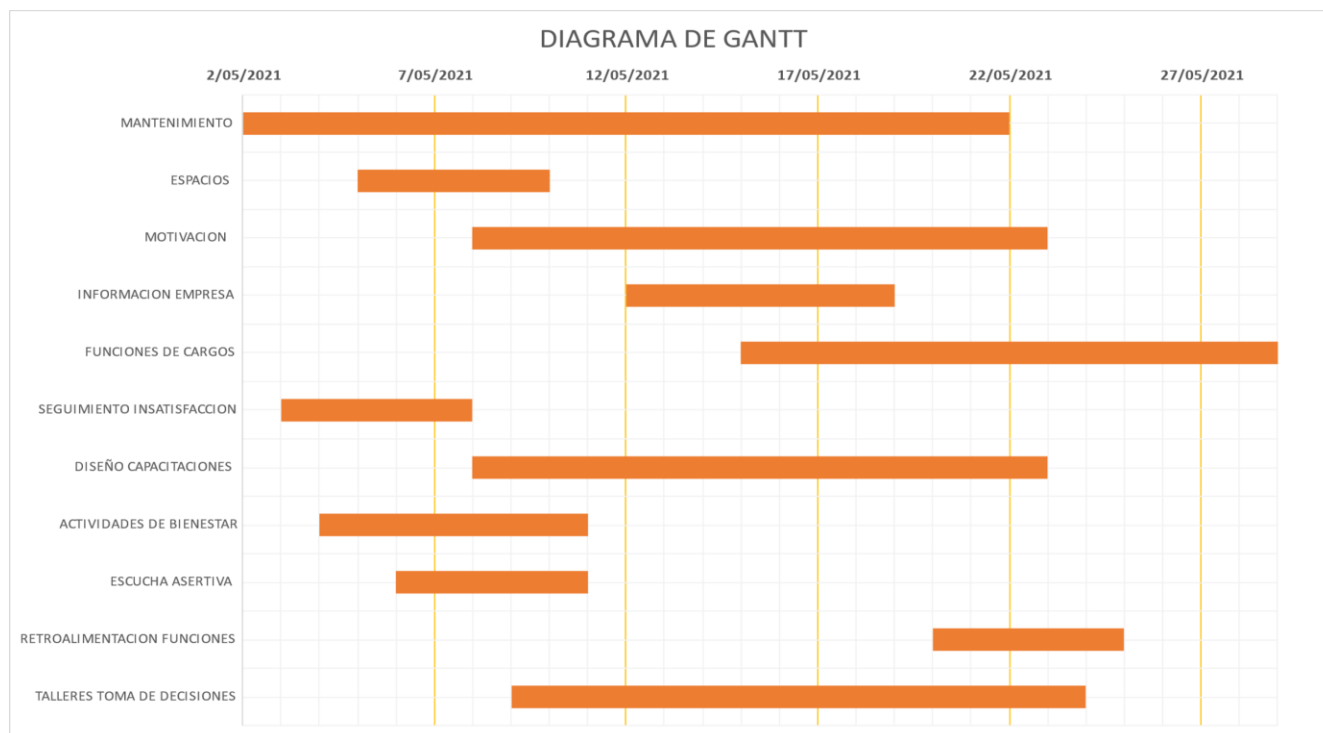 DIAGRAMA DE GANTT
2/05/2021 7/05/2021 12/05/2021 17/05/2021 22/05/2021 27/05/2021
MANTENIMIENTO
ESPACIOS
MOTIVACION
INFORMACION EMPRESA
FUNCIONES DE CARGOS
SEGUIMIENTO INSATISFACCION
DISEÑO CAPACITACIONES
ACTIVIDADES DE BIENESTAR
ESCUCHA ASERTIVA
RETROALIMENTACION FUNCIONES
TALLERES TOMA DE DECISIONES